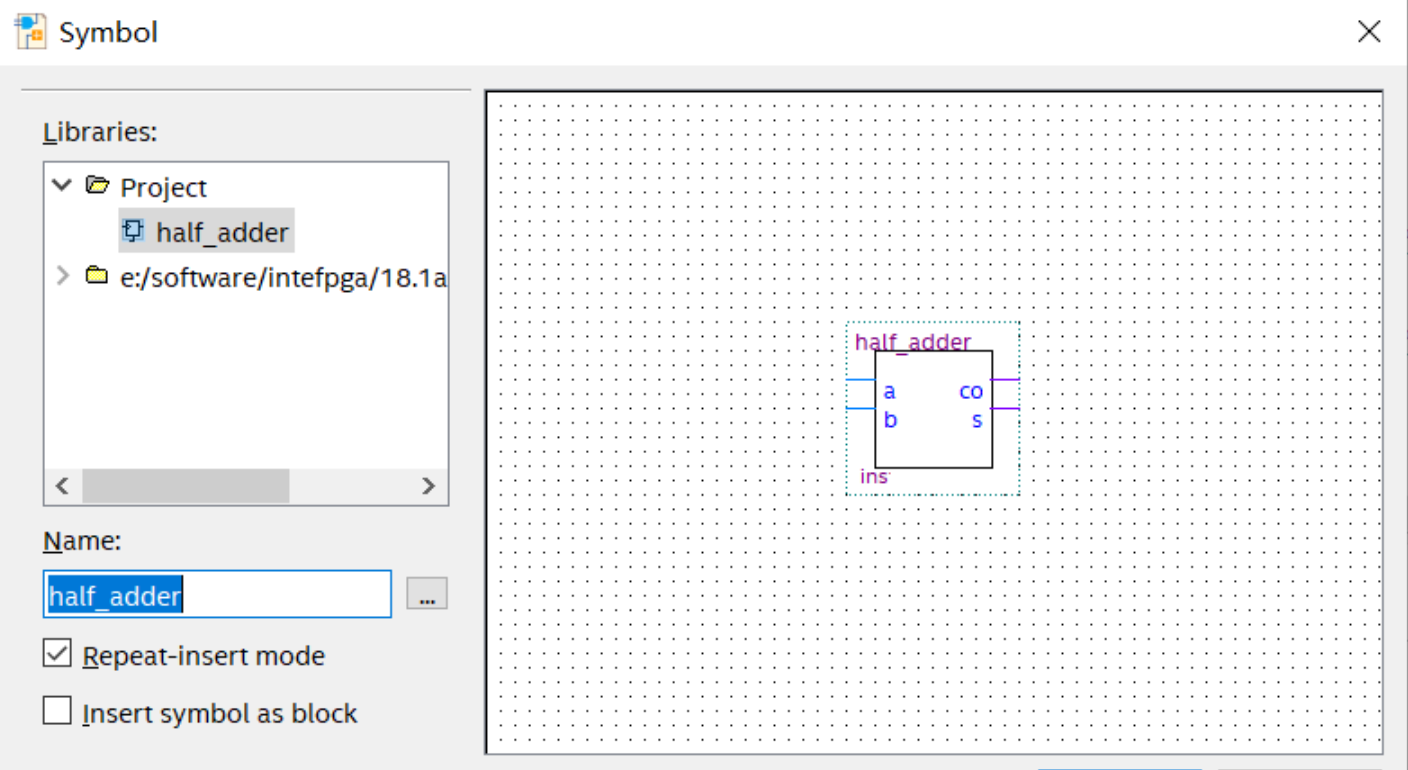 Symbol
Libraries:
Project
half_adder
e:/software/intefpga/18.1a
Name:
half_adder
...
Repeat-insert mode
Insert symbol as block
half_adder
a co
b s
ins